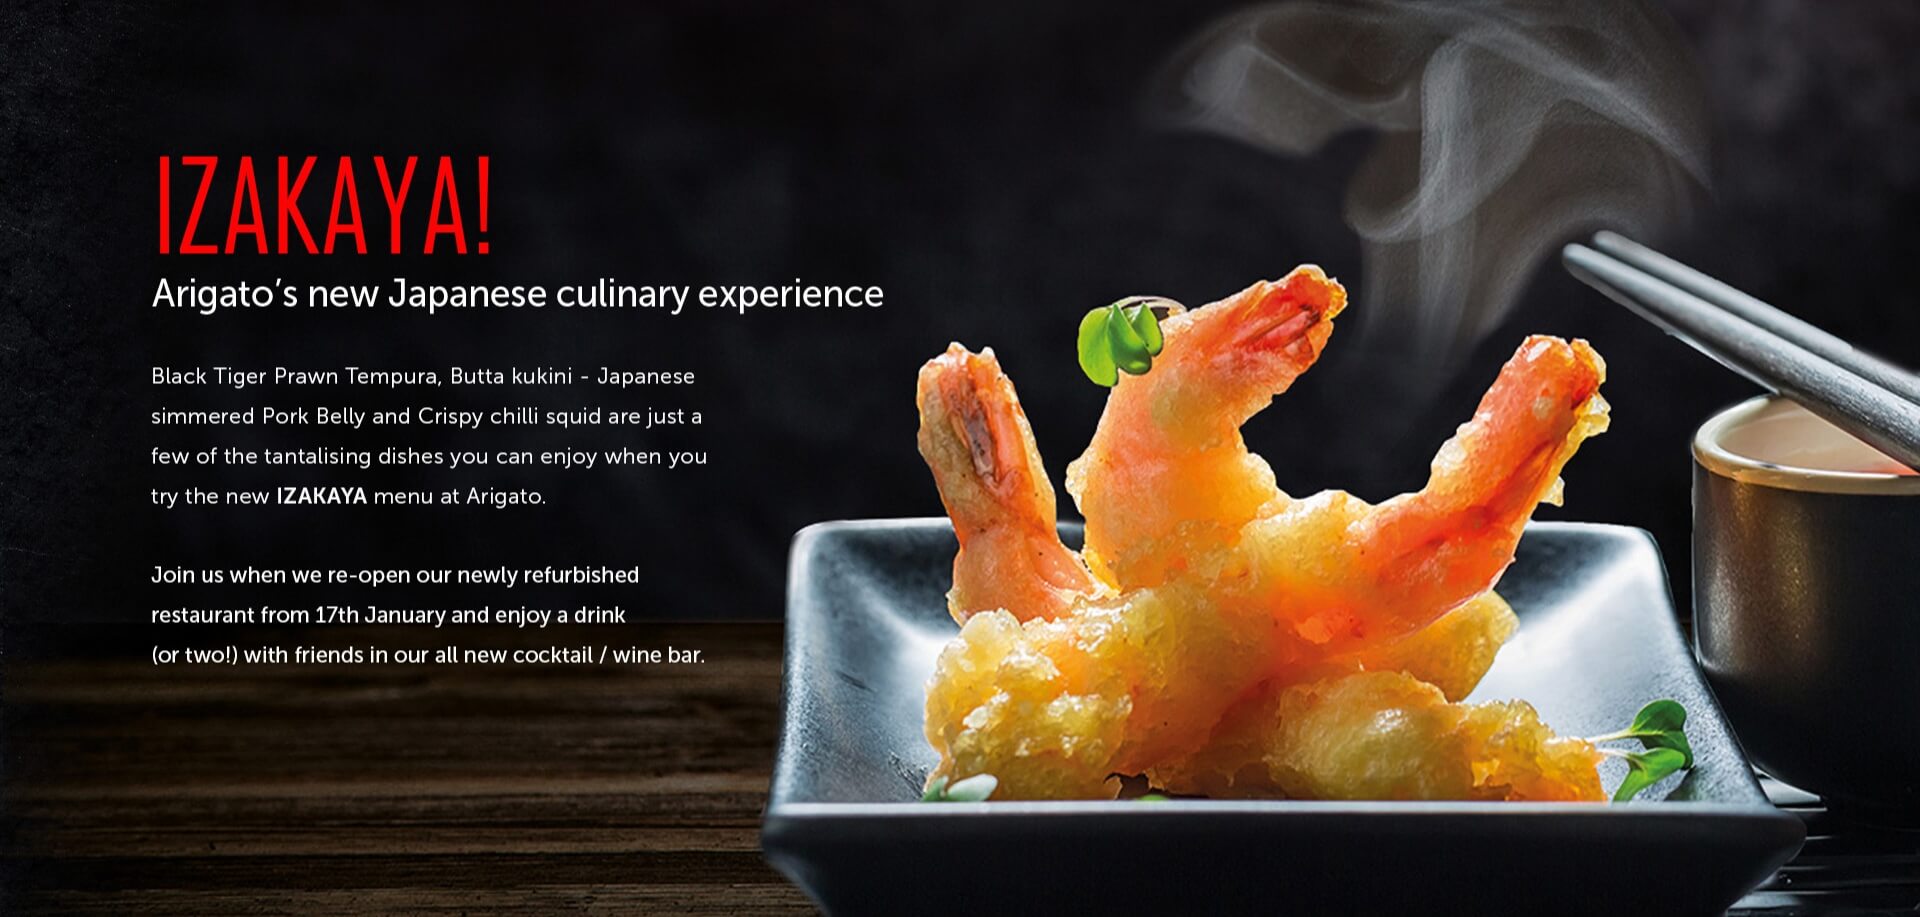 IZAKAYA!
Arigato’s new Japanese culinary experience
Black Tiger Prawn Tempura, Butta kukini - Japanese
simmered Pork Belly and Crispy chilli squid are just a
few of the tantalising dishes you can enjoy when you
try the new IZAKAYA menu at Arigato.
Join us when we re-open our newly refurbished
restaurant from 17th January and enjoy a drink
(or two!) with friends in our all new cocktail / wine bar.